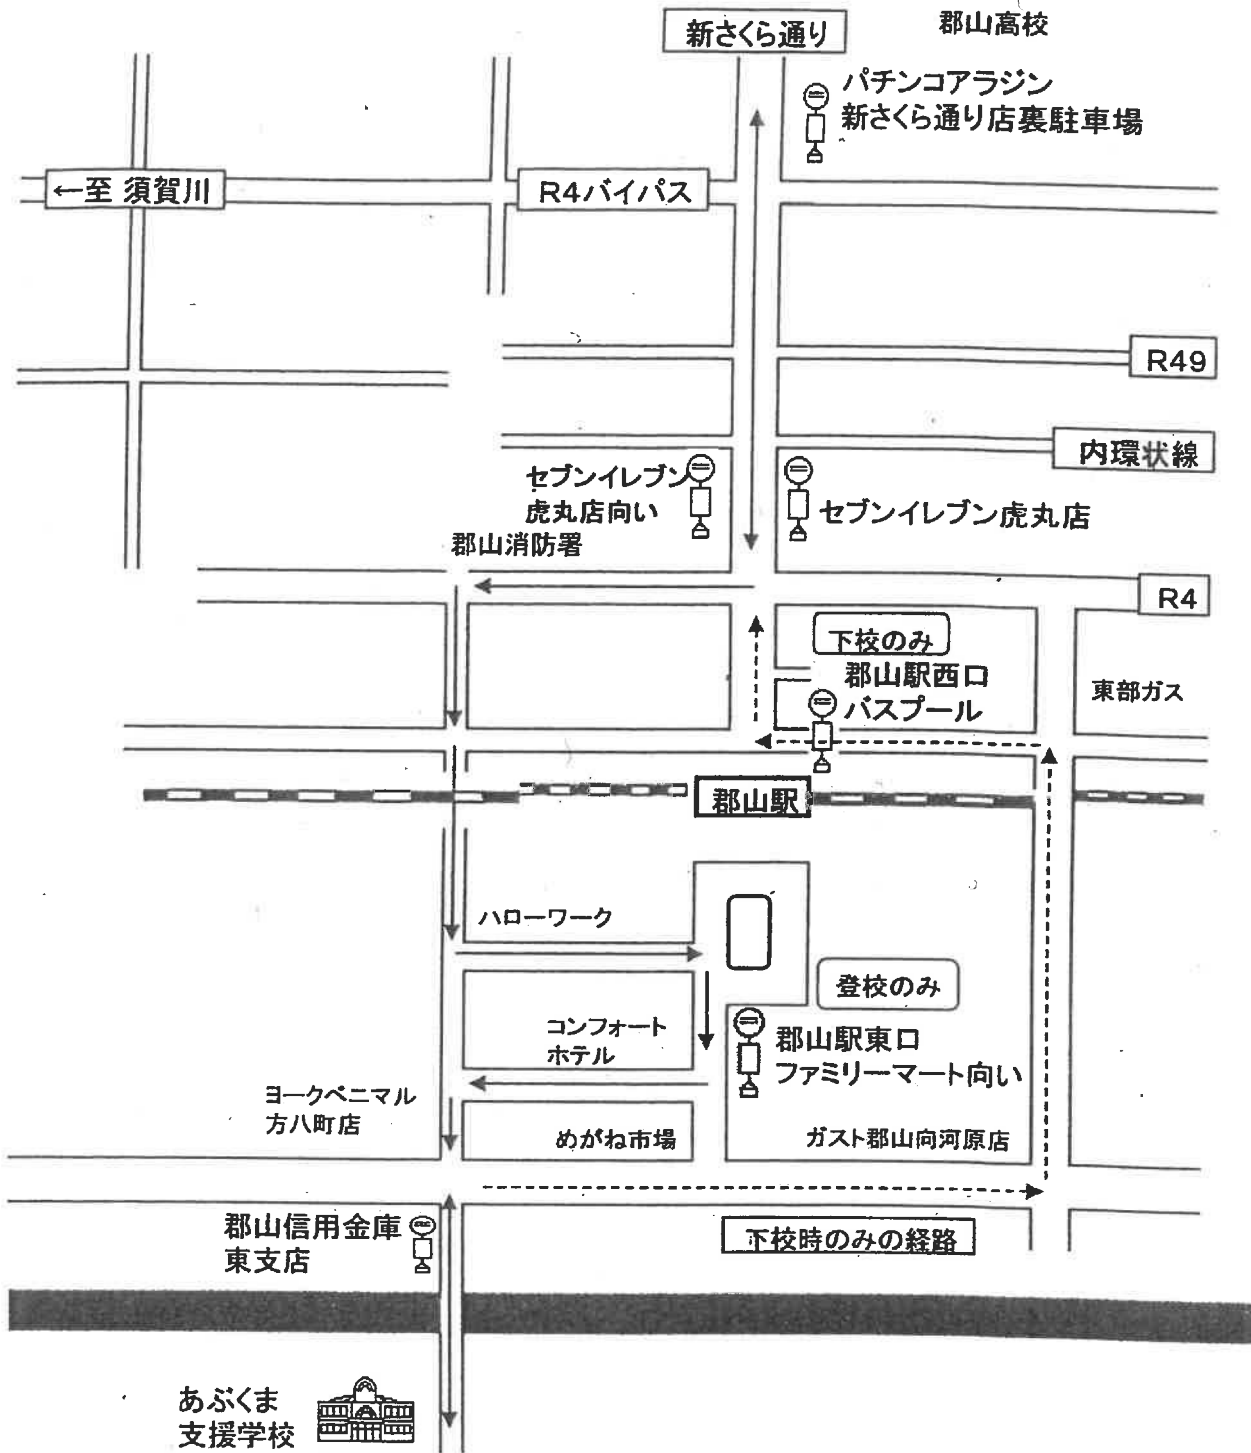 郡山高校
新さくら通り
パチンコアラジン
新さくら通り店裏駐車場
←至 須賀川
R4バイパス
R49
内環状線
セブンイレブン
虎丸店向い
セブンイレブン虎丸店
郡山消防署
R4
下校のみ
郡山駅西口
バスプール
東部ガス
郡山駅
ハローワーク
登校のみ
コンフォート
ホテル
郡山駅東口
ファミリーマート向い
ヨークベニマル
方八町店
めがね市場
ガスト郡山向河原店
郡山信用金庫
東支店
下校時のみの経路
あぶくま
支援学校